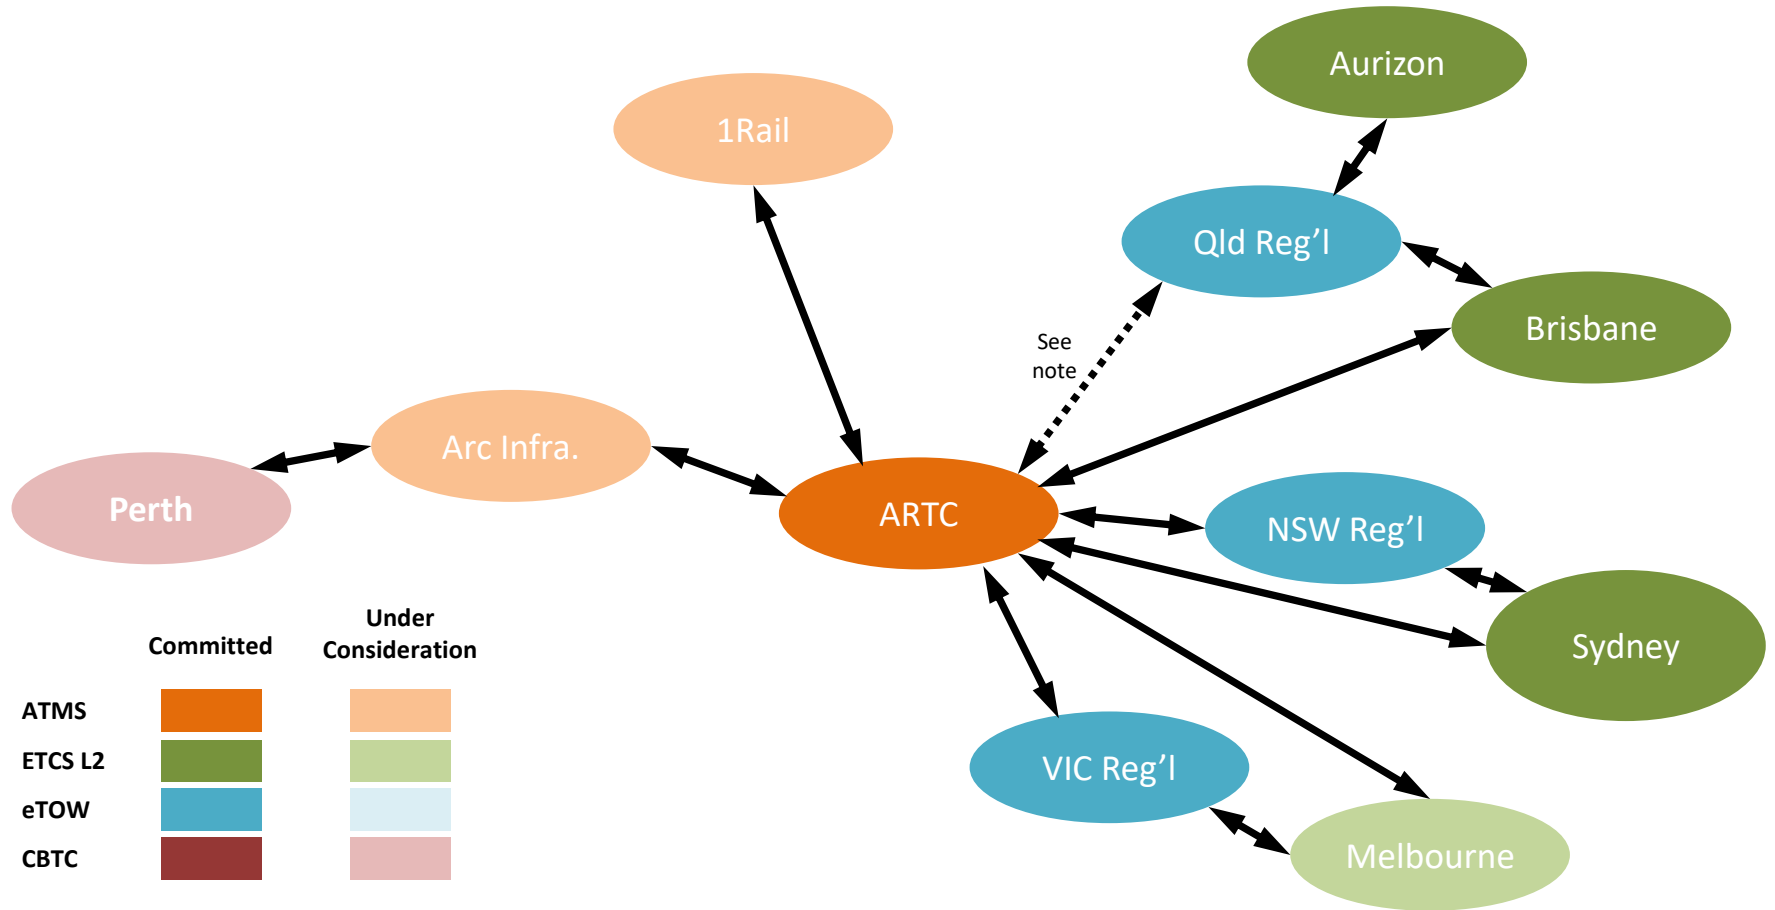 Aurizon
1Rail
Qld Reg’l
Brisbane
See
note
Arc Infra.
Perth
ARTC
NSW Reg’l
Sydney
VIC Reg’l
Melbourne
Committed
Under
Consideration
ATMS
ETCS L2
eTOW
CBTC